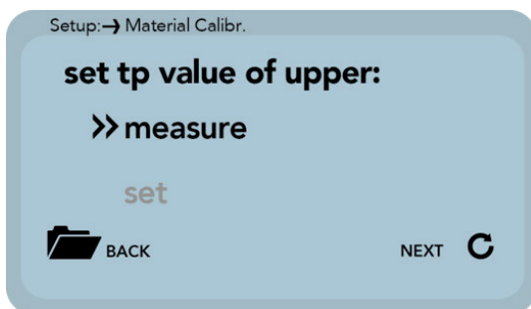 Setup:→ Material Calibr.
set tp value of upper:
>> measure
set
BACK NEXT